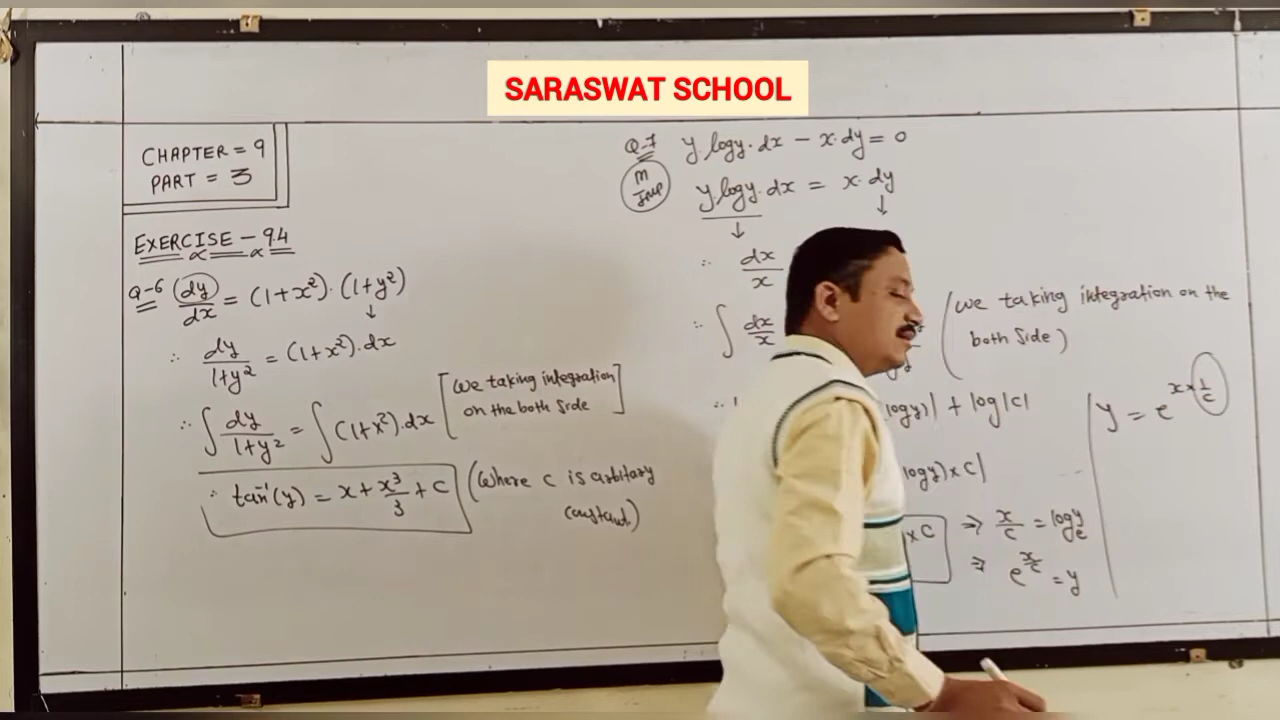 SARASWAT SCHOOL
CHAPTER = 9
PART = 3
EXERCISE - 9.4
Q-6 dy/dx = (1+x²).(1+y²)
↓
∴ dy/1+y² = (1+x²).dx
∴ ∫ dy/1+y² = ∫ (1+x²).dx [We taking integration
on the both side]
∴ tan⁻¹(y) = x + x³/3 + C (Where C is arbitary
constant.)
Q-7 y.logy.dx - x.dy = 0
M Imp
y.logy.dx = x.dy
↓ ↓
∴ dx/x
∴ ∫ dx/x (We taking integration on the
both side)
∴ logy)| + log|C|
logy) × C|
× C ⇒ x/c = logy e
⇒ e^x/c = y
y = e^x × 1/c